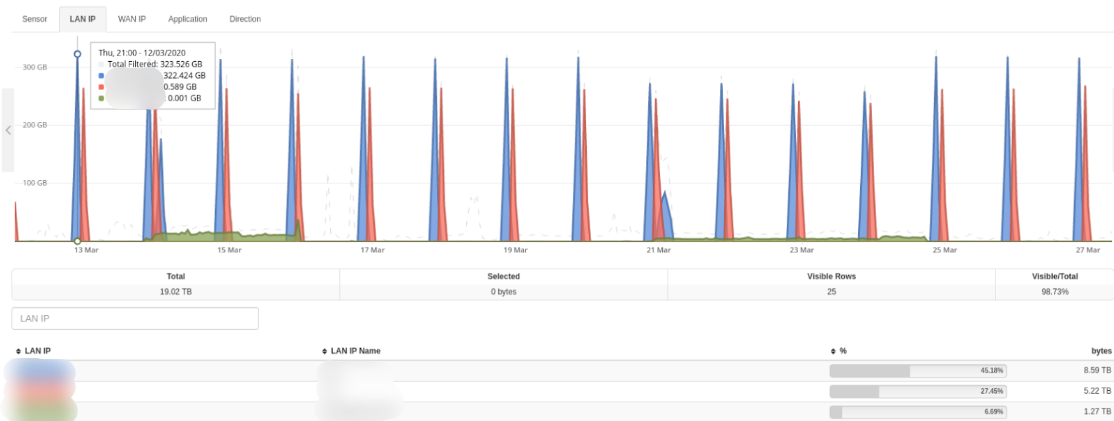 Sensor LAN IP WAN IP Application Direction
Thu, 21:00 - 12/03/2020
Total Filtered: 323.526 GB
322.424 GB
0.589 GB
: 0.001 GB
300 GB
200 GB
100 GB
13 Mar 15 Mar 17 Mar 19 Mar 21 Mar 23 Mar 25 Mar 27 Mar
Total Selected Visible Rows Visible/Total
19.02 TB 0 bytes 25 98.73%
LAN IP
LAN IP LAN IP Name % bytes
45.18% 8.59 TB
27.45% 5.22 TB
6.69% 1.27 TB